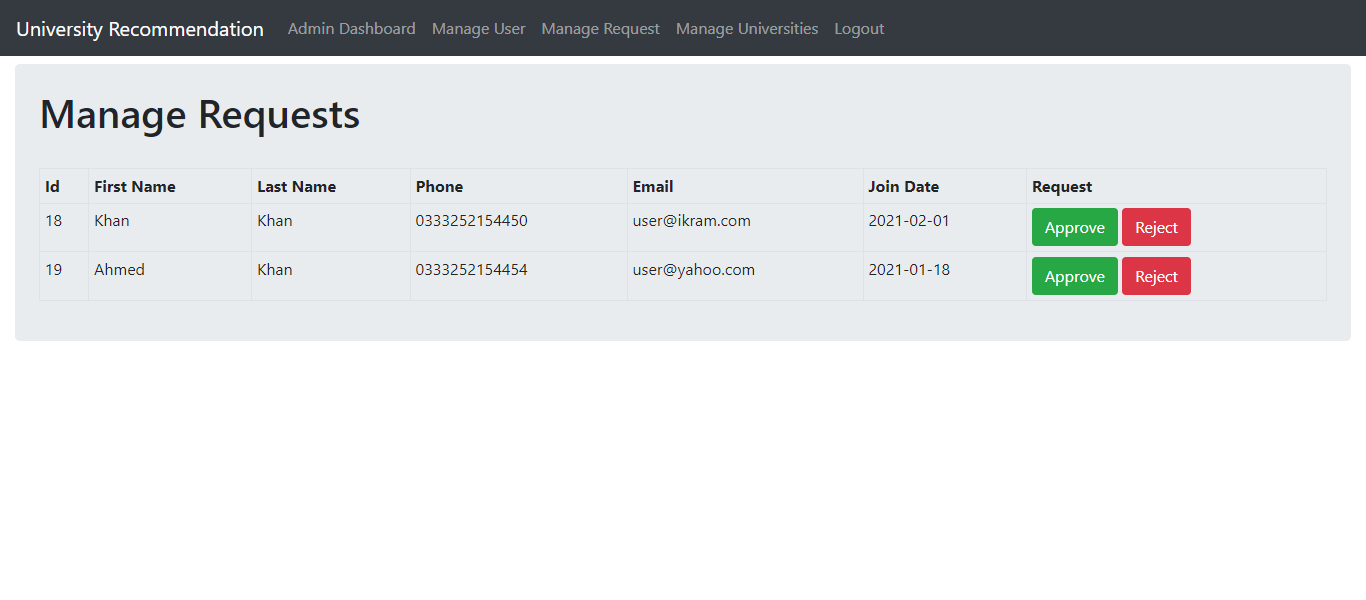 University Recommendation Admin Dashboard Manage User Manage Request Manage Universities Logout
Manage Requests
Id First Name Last Name Phone Email Join Date Request
18 Khan Khan 0333252154450 user@ikram.com 2021-02-01 Approve Reject
19 Ahmed Khan 0333252154454 user@yahoo.com 2021-01-18 Approve Reject